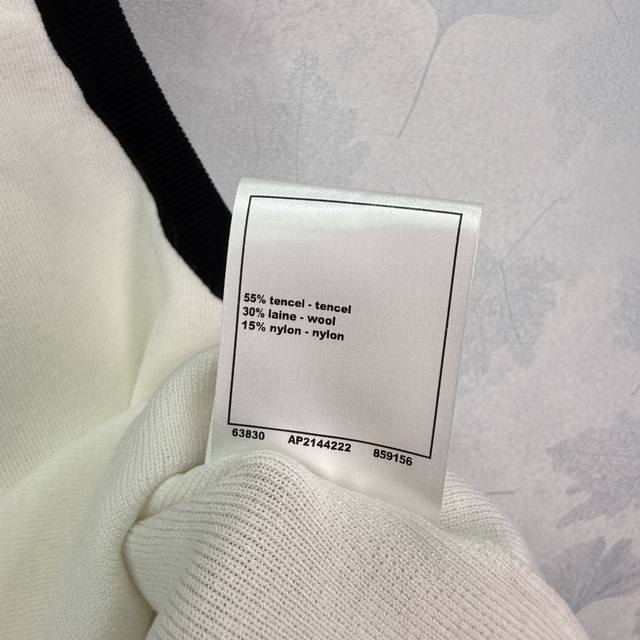 55% tencel - tencel
30% laine - wool
15% nylon - nylon
63830 AP2144222 859156